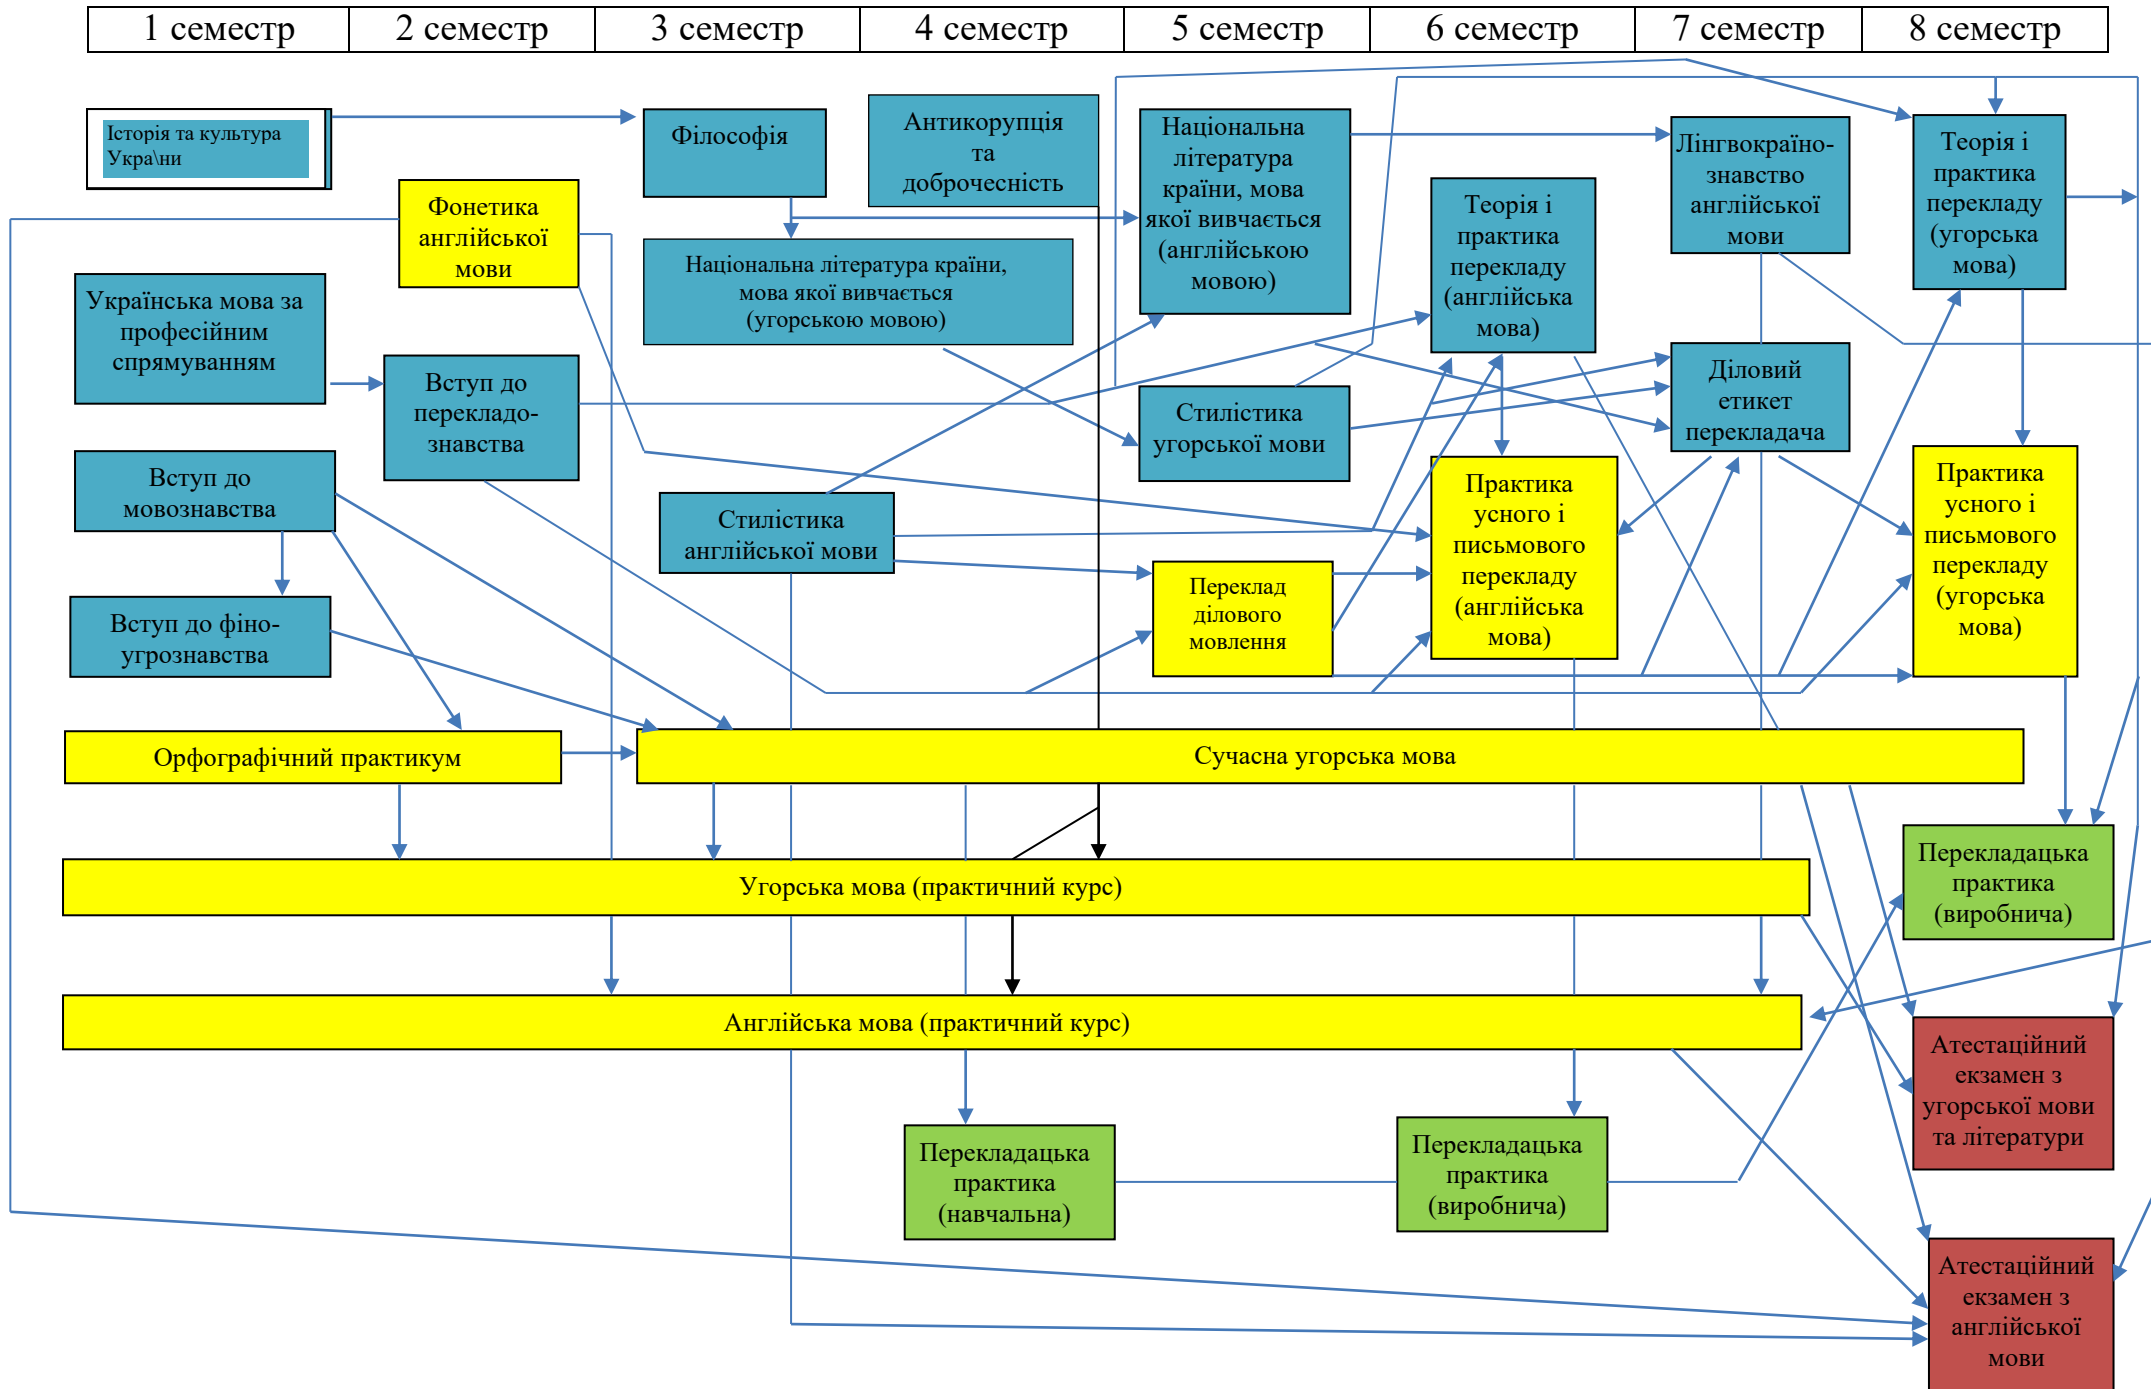 1 семестр
2 семестр
3 семестр
4 семестр
5 семестр
6 семестр
7 семестр
8 семестр
Історія та культура
Укра\ни
Філософія
Антикорупція
та
доброчесність
Національна
література
країни, мова
якої вивчається
(англійською
мовою)
Лінгвокраїно-
знавство
англійської
мови
Теорія і
практика
перекладу
(угорська
мова)
Фонетика
англійської
мови
Теорія і
практика
перекладу
(англійська
мова)
Національна література країни,
мова якої вивчається
(угорською мовою)
Українська мова за
професійним
спрямуванням
Вступ до
перекладо-
знавства
Стилістика
угорської мови
Діловий
етикет
перекладача
Вступ до
мовознавства
Стилістика
англійської мови
Практика
усного і
письмового
перекладу
(англійська
мова)
Практика
усного і
письмового
перекладу
(угорська
мова)
Переклад
ділового
мовлення
Вступ до фіно-
угрознавства
Орфографічний практикум
Сучасна угорська мова
Угорська мова (практичний курс)
Перекладацька
практика
(виробнича)
Англійська мова (практичний курс)
Атестаційний
екзамен з
угорської мови
та літератури
Перекладацька
практика
(навчальна)
Перекладацька
практика
(виробнича)
Атестаційний
екзамен з
англійської
мови